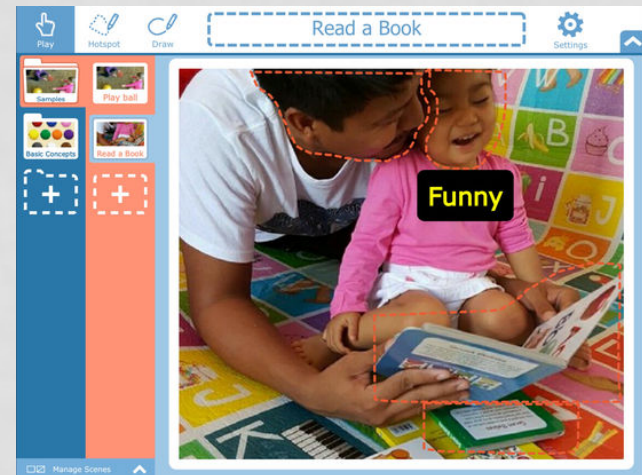 Play
Hotspot
Draw
Read a Book
Settings
Samples
Play ball
Basic Concepts
Read a Book
Funny
Manage Scenes